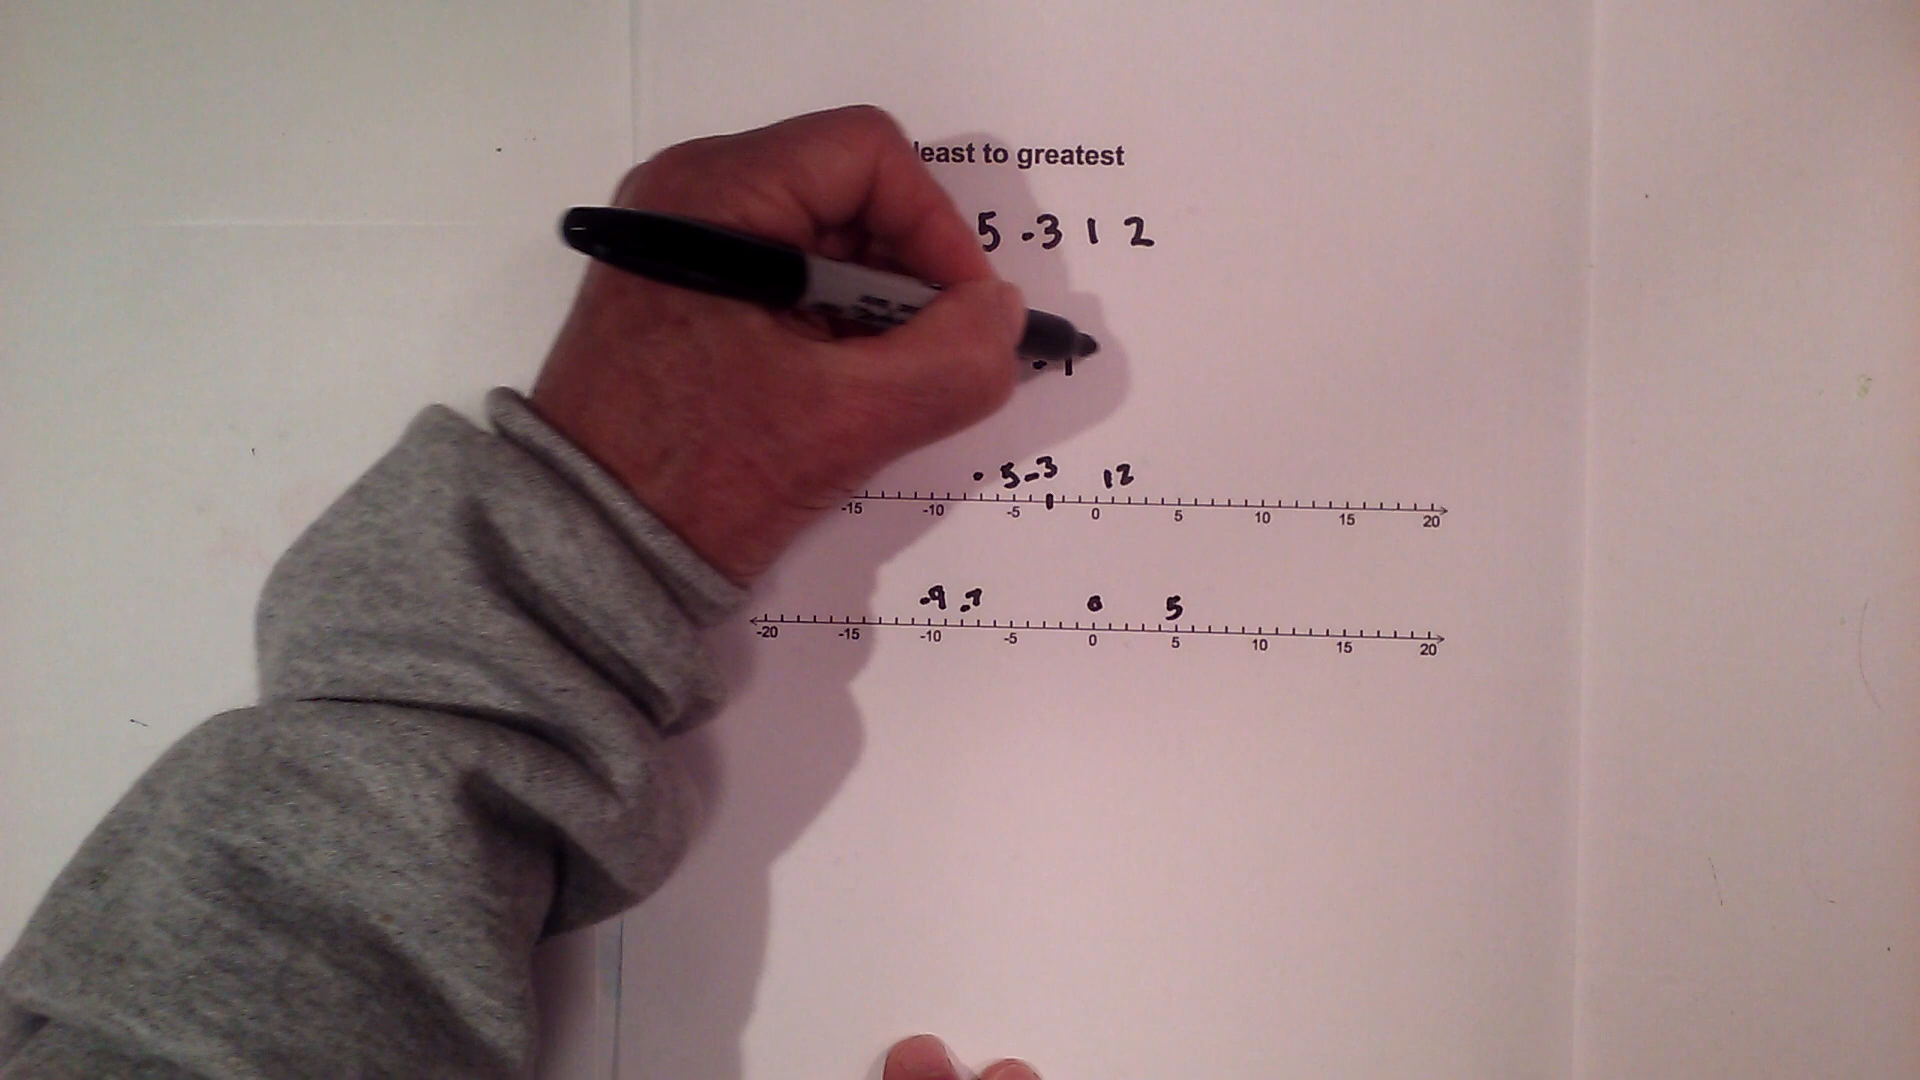 least to greatest
5 -3 1 2
- 1
- 5 -3 1 2
-15 -10 -5 0 5 10 15 20
-9 -7 0 5
-20 -15 -10 -5 0 5 10 15 20